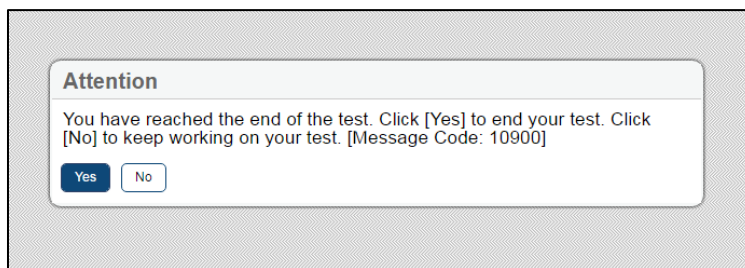 Attention
You have reached the end of the test. Click [Yes] to end your test. Click
[No] to keep working on your test. [Message Code: 10900]
Yes No